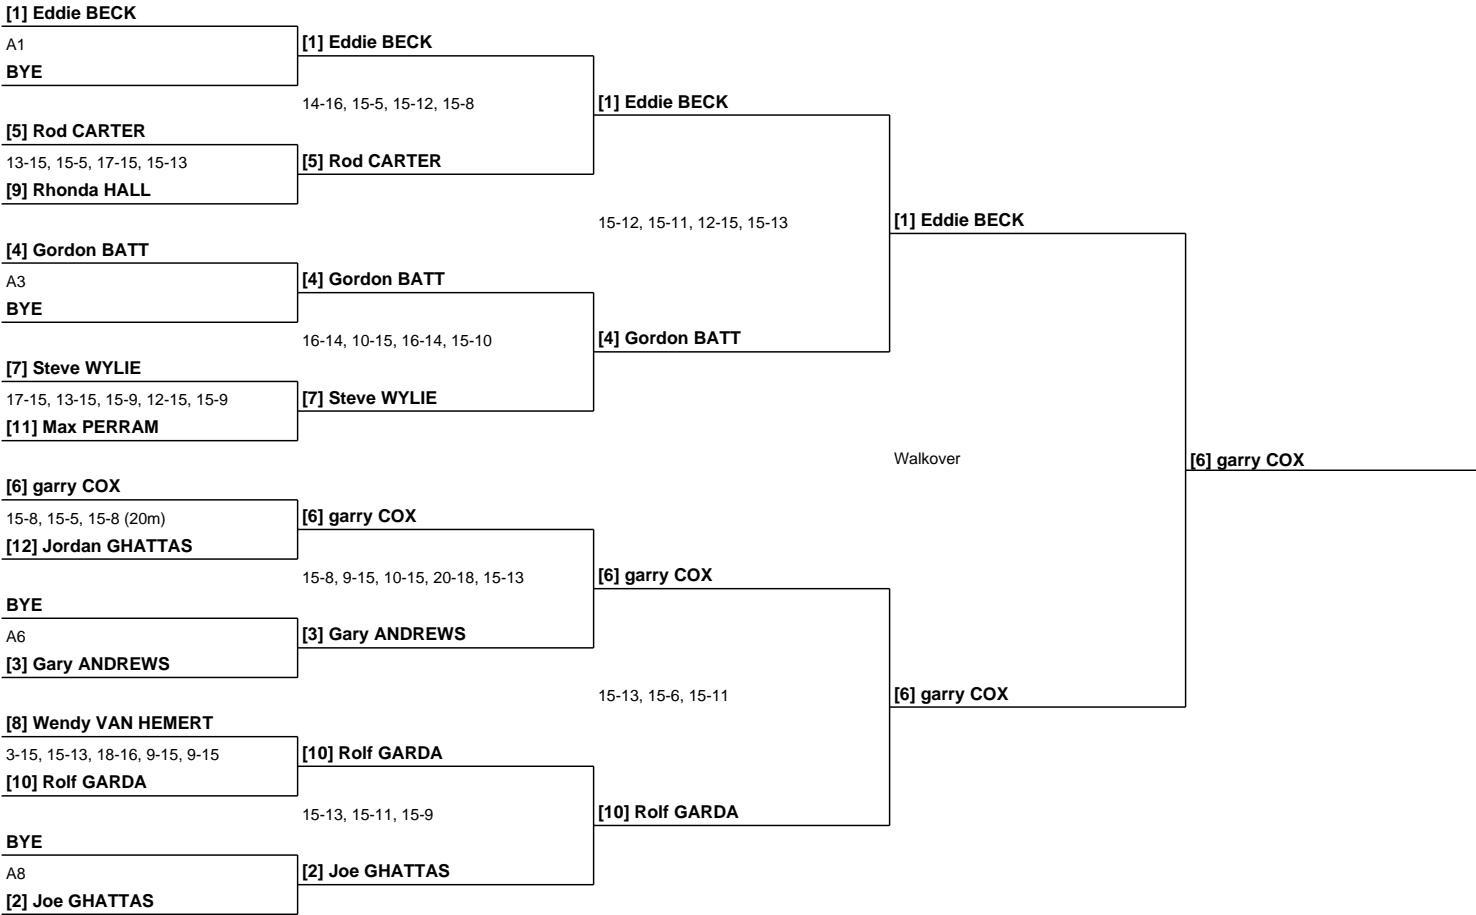 [1] Eddie BECK
A1
BYE
[5] Rod CARTER
13-15, 15-5, 17-15, 15-13
[9] Rhonda HALL
[4] Gordon BATT
A3
BYE
[7] Steve WYLIE
17-15, 13-15, 15-9, 12-15, 15-9
[11] Max PERRAM
[6] garry COX
15-8, 15-5, 15-8 (20m)
[12] Jordan GHATTAS
BYE
A6
[3] Gary ANDREWS
[8] Wendy VAN HEMERT
3-15, 15-13, 18-16, 9-15, 9-15
[10] Rolf GARDA
BYE
A8
[2] Joe GHATTAS
[1] Eddie BECK
14-16, 15-5, 15-12, 15-8
[5] Rod CARTER
[4] Gordon BATT
16-14, 10-15, 16-14, 15-10
[7] Steve WYLIE
[6] garry COX
15-8, 9-15, 10-15, 20-18, 15-13
[3] Gary ANDREWS
[10] Rolf GARDA
15-13, 15-11, 15-9
[2] Joe GHATTAS
[1] Eddie BECK
15-12, 15-11, 12-15, 15-13
[4] Gordon BATT
[6] garry COX
15-13, 15-6, 15-11
[10] Rolf GARDA
[1] Eddie BECK
Walkover
[6] garry COX
[6] garry COX